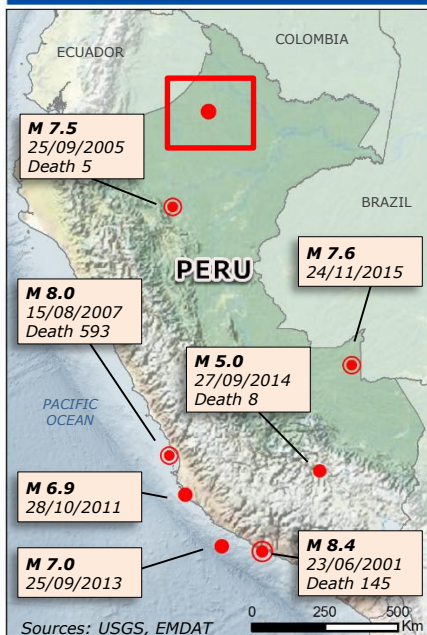 ECUADOR
COLOMBIA
M 7.5
25/09/2005
Death 5
BRAZIL
PERU
M 7.6
24/11/2015
M 8.0
15/08/2007
Death 593
M 5.0
27/09/2014
Death 8
PACIFIC
OCEAN
M 6.9
28/10/2011
M 7.0
25/09/2013
M 8.4
23/06/2001
Death 145
0 250 500
Km
Sources: USGS, EMDAT